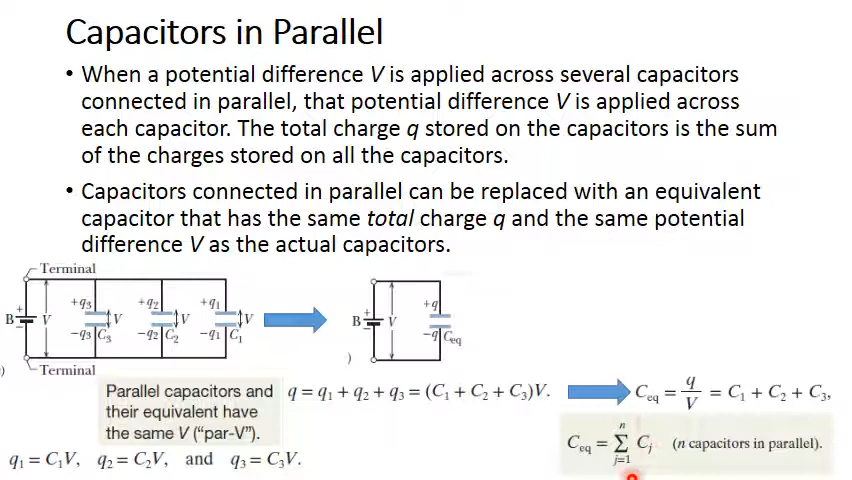 Capacitors in Parallel
• When a potential difference V is applied across several capacitors
connected in parallel, that potential difference V is applied across
each capacitor. The total charge q stored on the capacitors is the sum
of the charges stored on all the capacitors.
• Capacitors connected in parallel can be replaced with an equivalent
capacitor that has the same total charge q and the same potential
difference V as the actual capacitors.
Terminal
+q₃ +q₂ +q₁ +q
B + − V V V V B + − V
−q₃ C₃ −q₂ C₂ −q₁ C₁ −q Ceq
)
Terminal
)
Parallel capacitors and
their equivalent have
the same V (“par-V”).
q = q₁ + q₂ + q₃ = (C₁ + C₂ + C₃)V.
Ceq = q/V = C₁ + C₂ + C₃,
Ceq = n ∑ j=1 Cj (n capacitors in parallel).
q₁ = C₁V, q₂ = C₂V, and q₃ = C₃V.